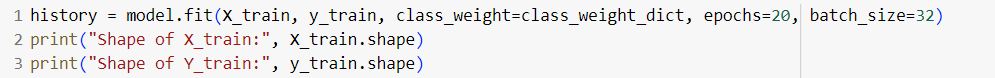 1 history = model.fit(X_train, y_train, class_weight=class_weight_dict, epochs=20, batch_size=32)
2 print("Shape of X_train:", X_train.shape)
3 print("Shape of Y_train:", y_train.shape)